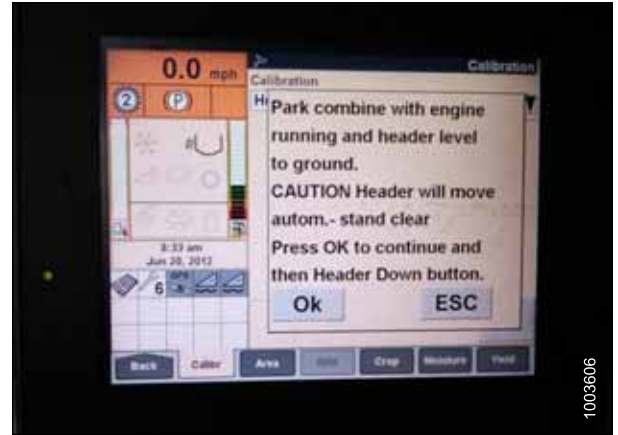 0.0 mph
Calibration
Calibration
2 P
H
Park combine with engine
running and header level
to ground.
CAUTION Header will move
autom.- stand clear
Press OK to continue and
then Header Down button.
Ok ESC
8:33 am
Jun 20, 2012
6 GPS
Back Calibr Area Crop Moisture Yield
1003606